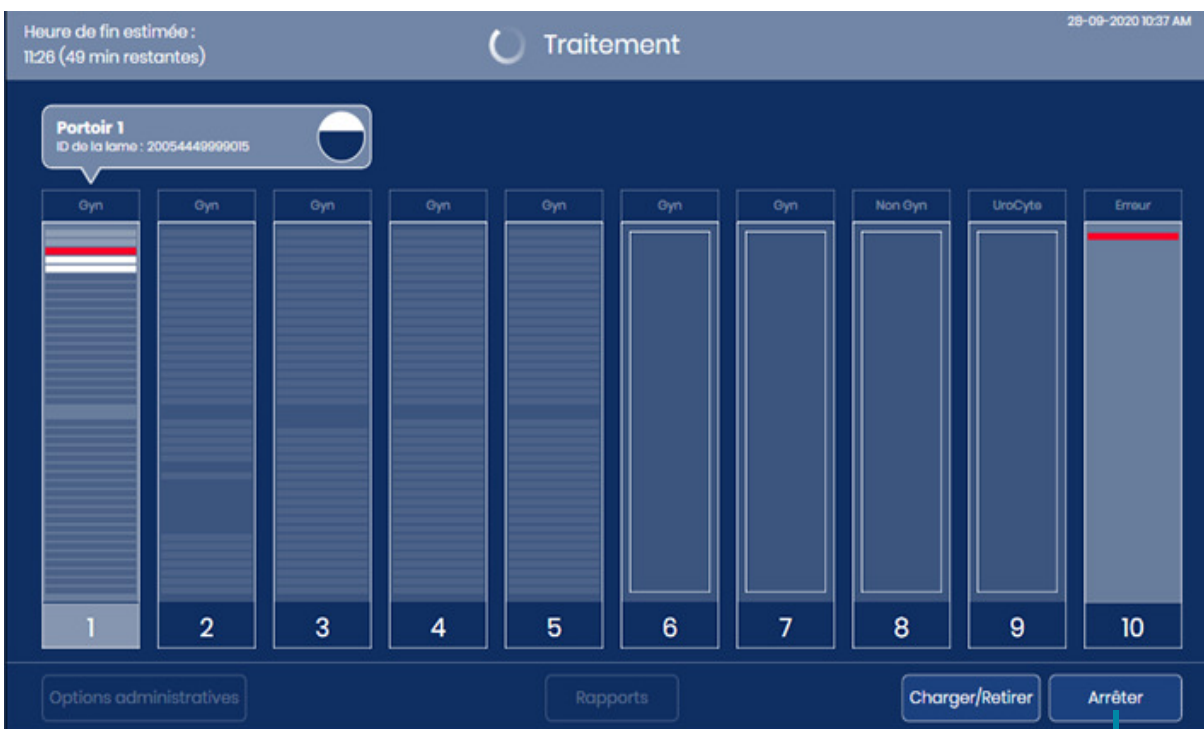 Heure de fin estimée :
11:26 (49 min restantes)
Traitement
28-09-2020 10:37 AM
Portoir 1
ID de la lame : 20054449999015
Gyn
Gyn
Gyn
Gyn
Gyn
Gyn
Gyn
Non Gyn
UroCyte
Erreur
1
2
3
4
5
6
7
8
9
10
Options administratives
Rapports
Charger/Retirer
Arrêter